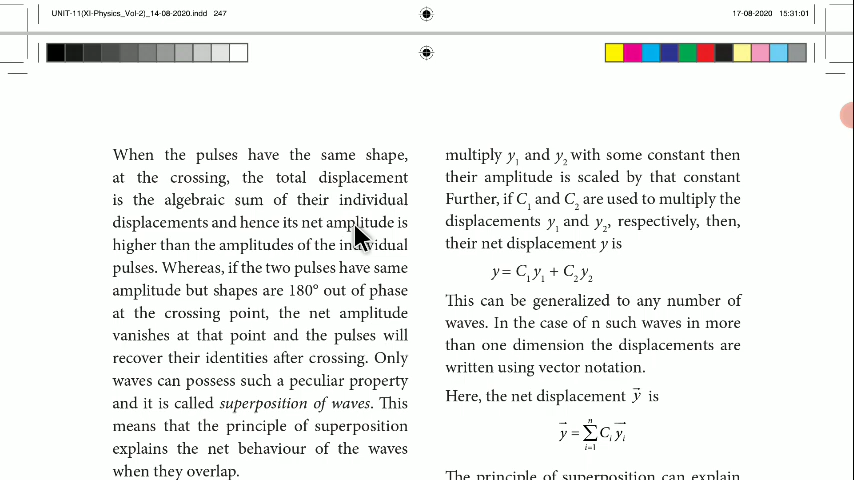 UNIT-11(XI-Physics_Vol-2)_14-08-2020.indd 247
17-08-2020 15:31:01
When the pulses have the same shape,
at the crossing, the total displacement
is the algebraic sum of their individual
displacements and hence its net amplitude is
higher than the amplitudes of the individual
pulses. Whereas, if the two pulses have same
amplitude but shapes are 180° out of phase
at the crossing point, the net amplitude
vanishes at that point and the pulses will
recover their identities after crossing. Only
waves can possess such a peculiar property
and it is called superposition of waves. This
means that the principle of superposition
explains the net behaviour of the waves
when they overlap.
multiply y₁ and y₂ with some constant then
their amplitude is scaled by that constant
Further, if C₁ and C₂ are used to multiply the
displacements y₁ and y₂, respectively, then,
their net displacement y is
y = C₁y₁ + C₂y₂
This can be generalized to any number of
waves. In the case of n such waves in more
than one dimension the displacements are
written using vector notation.
Here, the net displacement y⃗ is
y⃗ = ∑ⁿᵢ₌₁ Cᵢ y⃗ᵢ
The principle of superposition can explain